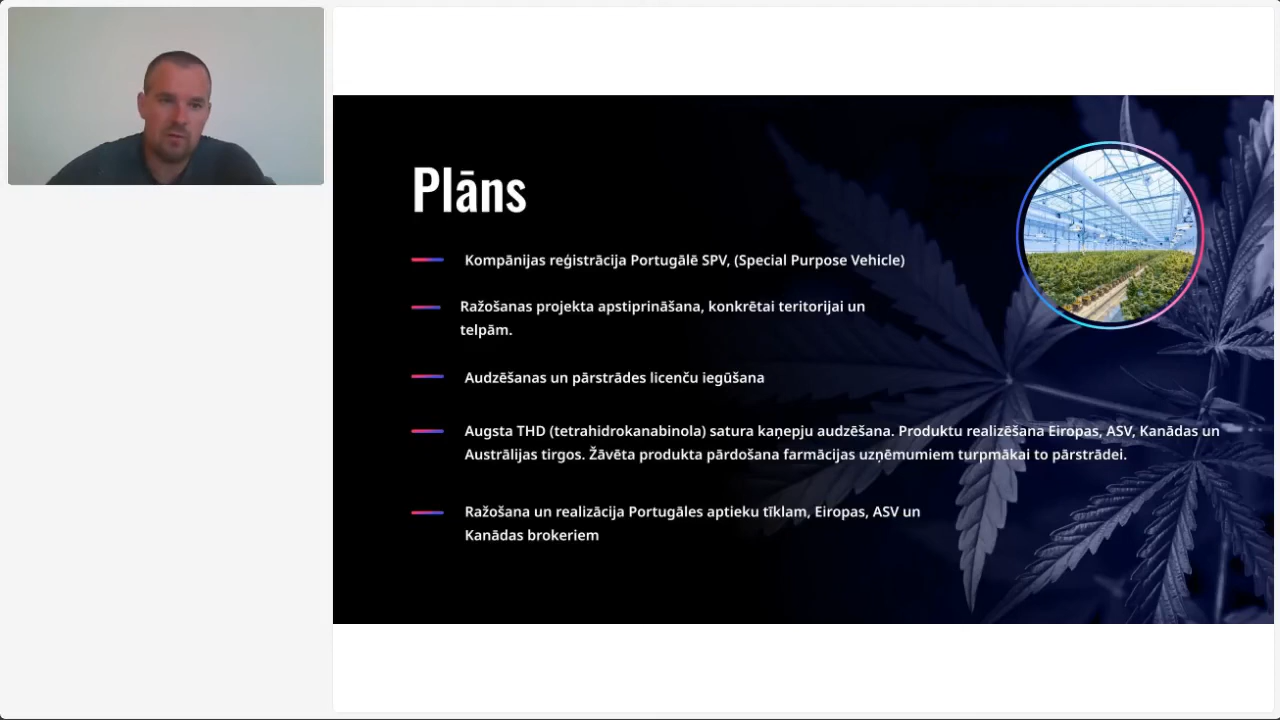 Plāns
Kompānijas reģistrācija Portugālē SPV, (Special Purpose Vehicle)
Ražošanas projekta apstiprināšana, konkrētai teritorijai un
telpām.
Audzēšanas un pārstrādes licenču iegūšana
Augsta THD (tetrahidrokanabinola) satura kaņepju audzēšana. Produktu realizēšana Eiropas, ASV, Kanādas un
Austrālijas tirgos. Žāvēta produkta pārdošana farmācijas uzņēmumiem turpmākai to pārstrādei.
Ražošana un realizācija Portugāles aptieku tīklam, Eiropas, ASV un
Kanādas brokeriem